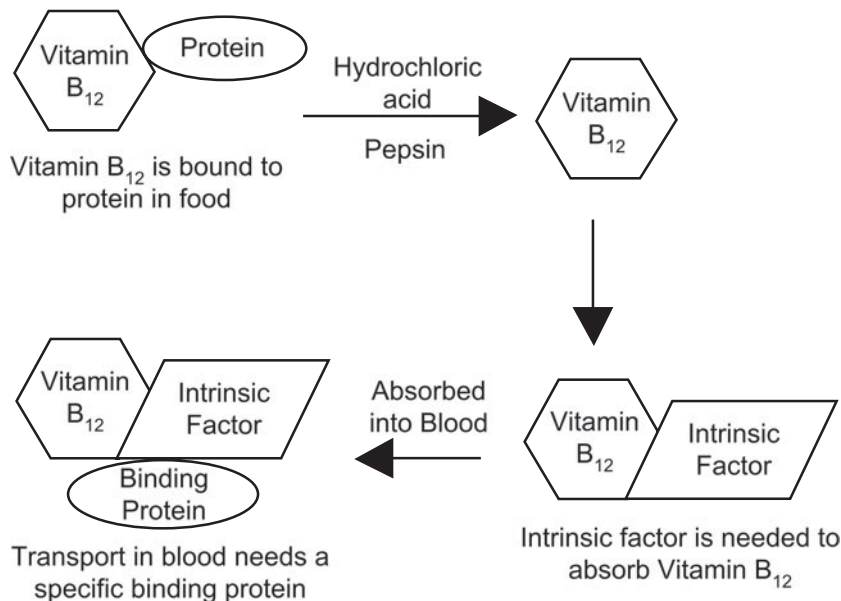 Vitamin
B12
Protein
Vitamin B12 is bound to
protein in food
Hydrochloric
acid
Pepsin
Vitamin
B12
Vitamin
B12
Intrinsic
Factor
Intrinsic factor is needed to
absorb Vitamin B12
Absorbed
into Blood
Vitamin
B12
Intrinsic
Factor
Binding
Protein
Transport in blood needs a
specific binding protein